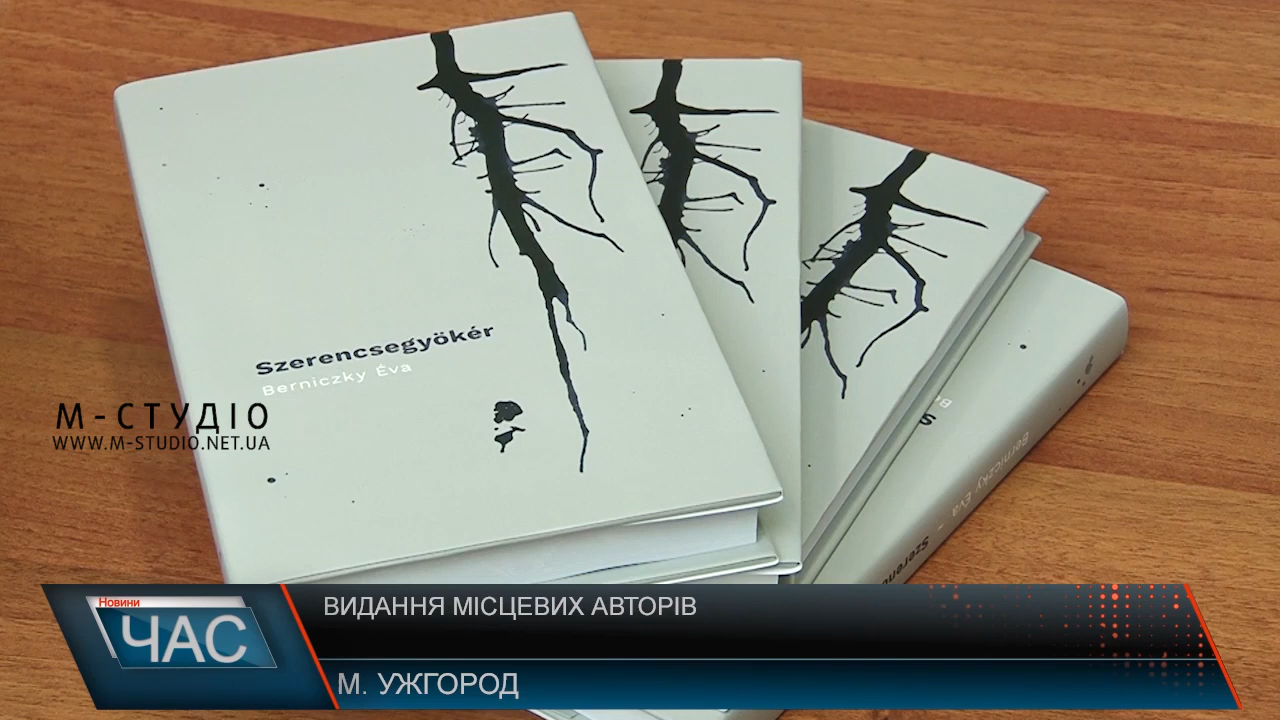 Szerencsegyökér
Berniczky Éva
М-СТУДІО
WWW.M-STUDIO.NET.UA
Berniczky Éva -
Новини
ЧАС
ВИДАННЯ МІСЦЕВИХ АВТОРІВ
М. УЖГОРОД